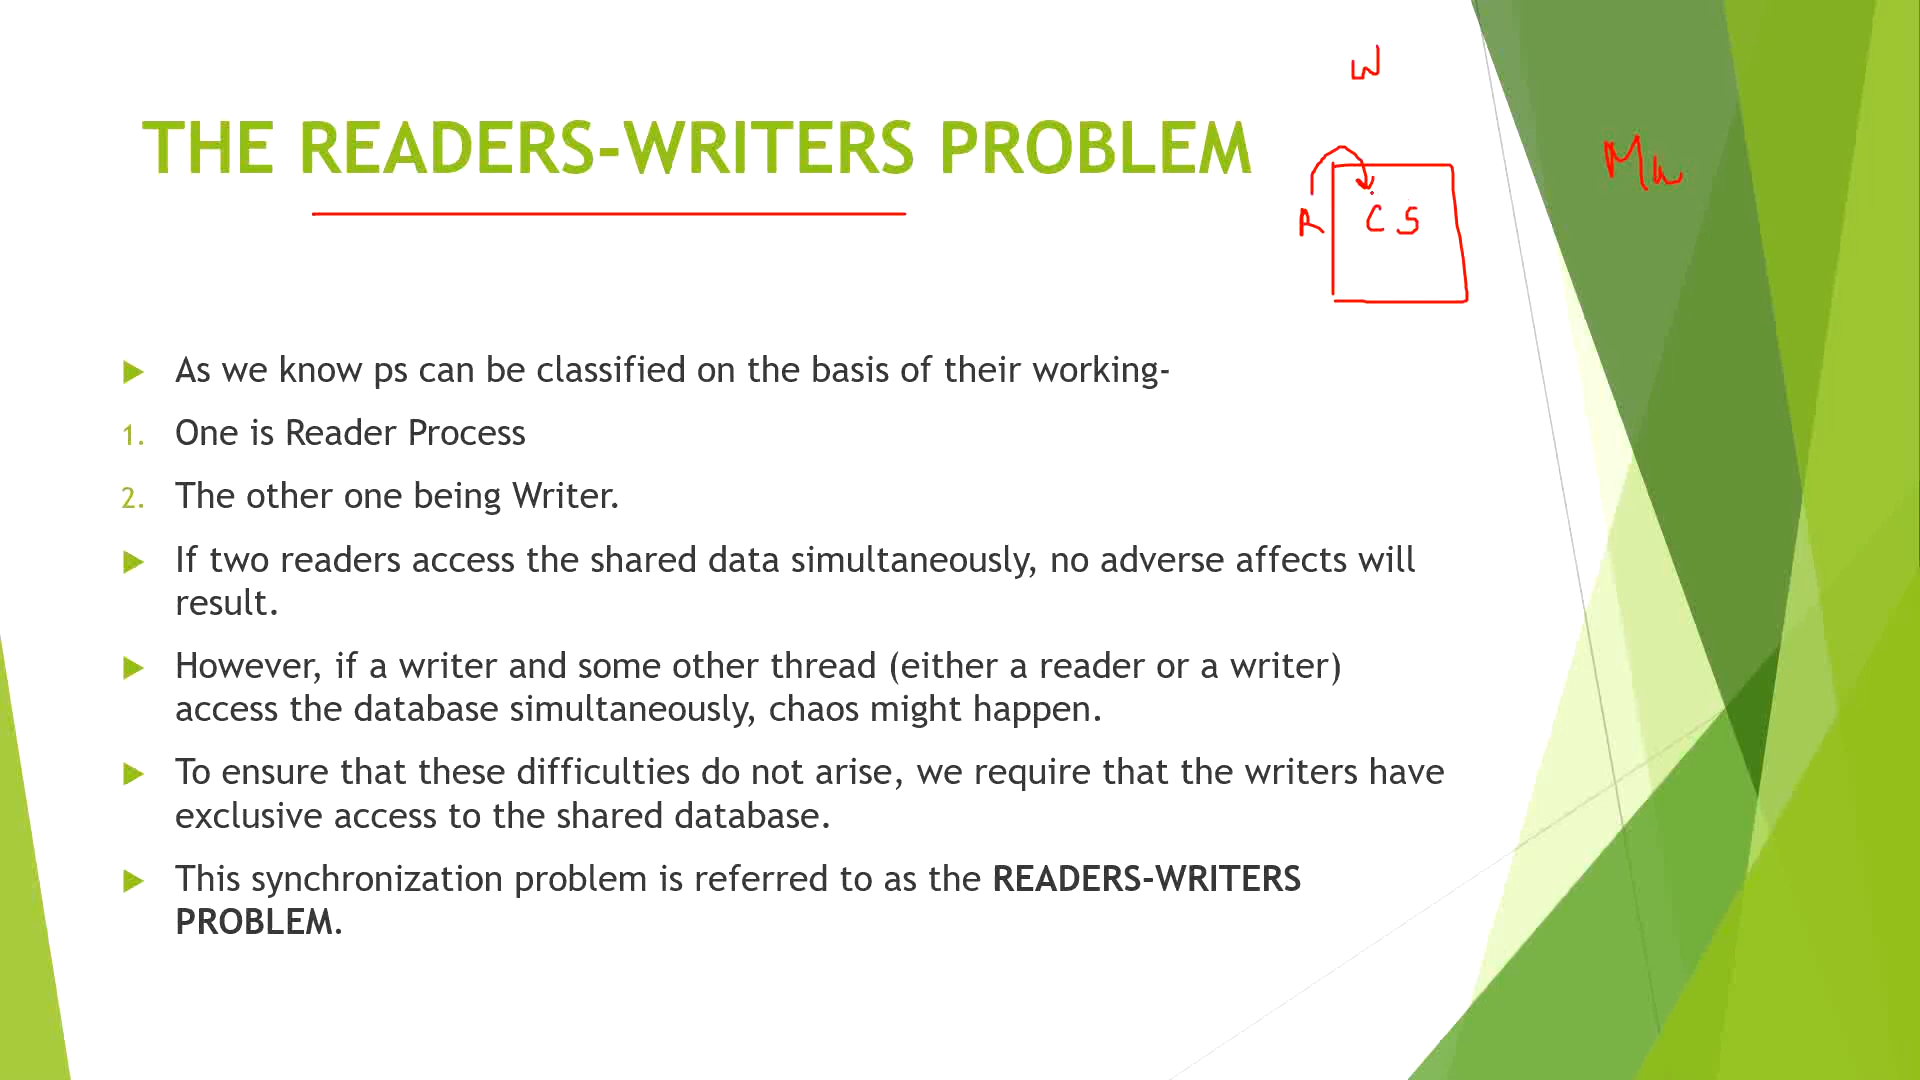 W
THE READERS-WRITERS PROBLEM
R
CS
As we know ps can be classified on the basis of their working-
1. One is Reader Process
2. The other one being Writer.
If two readers access the shared data simultaneously, no adverse affects will
result.
However, if a writer and some other thread (either a reader or a writer)
access the database simultaneously, chaos might happen.
To ensure that these difficulties do not arise, we require that the writers have
exclusive access to the shared database.
This synchronization problem is referred to as the READERS-WRITERS
PROBLEM.